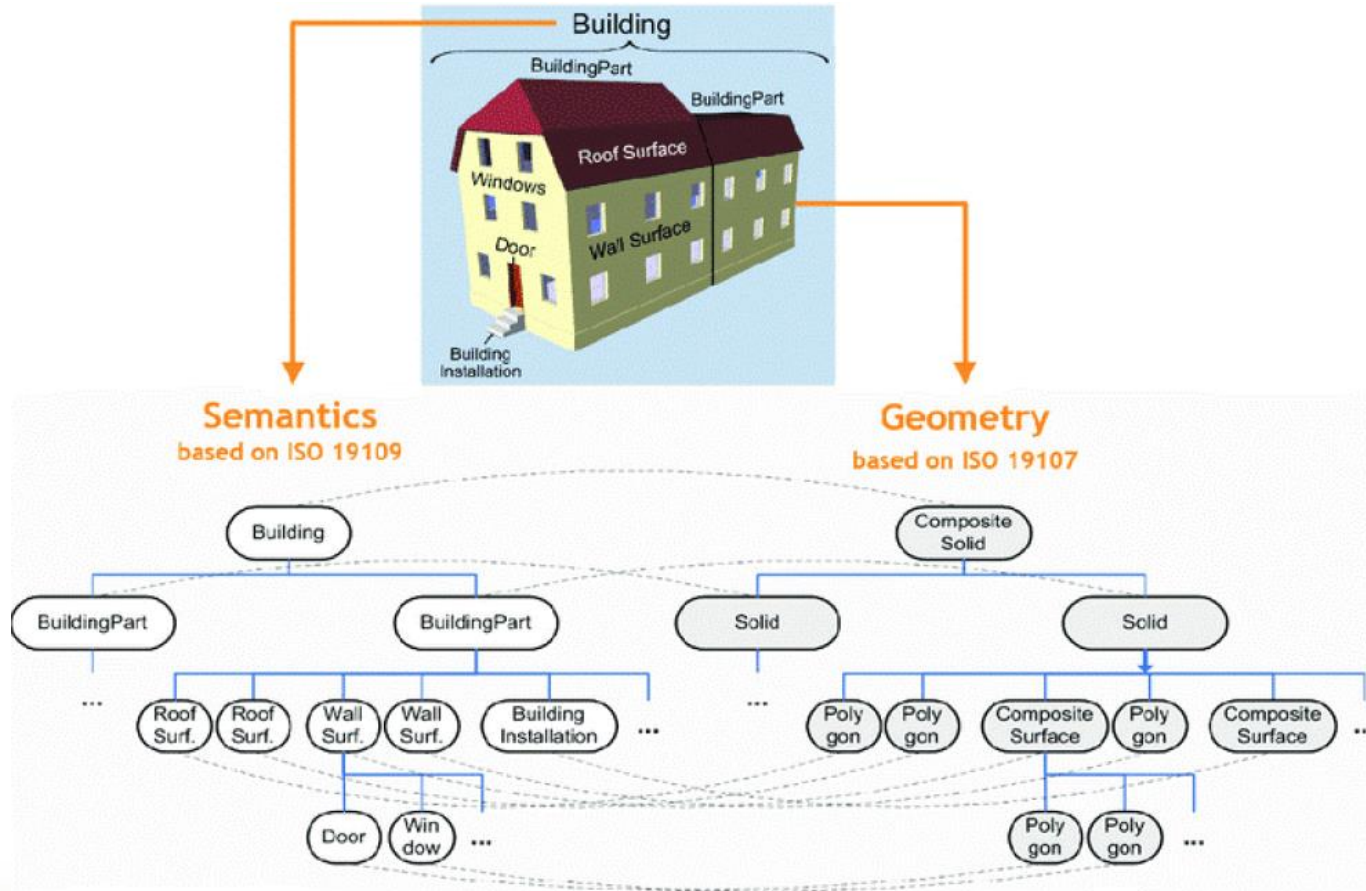 Building
BuildingPart
BuildingPart
Roof Surface
Windows
Wall Surface
Door
Building
Installation
Semantics
based on ISO 19109
Geometry
based on ISO 19107
Building
Composite
Solid
BuildingPart
BuildingPart
Solid
Solid
...
Roof
Surf.
Roof
Surf.
Wall
Surf.
Wall
Surf.
Building
Installation
...
...
Poly
gon
Poly
gon
Composite
Surface
Poly
gon
Composite
Surface
...
Door
Win
dow
...
Poly
gon
Poly
gon
...